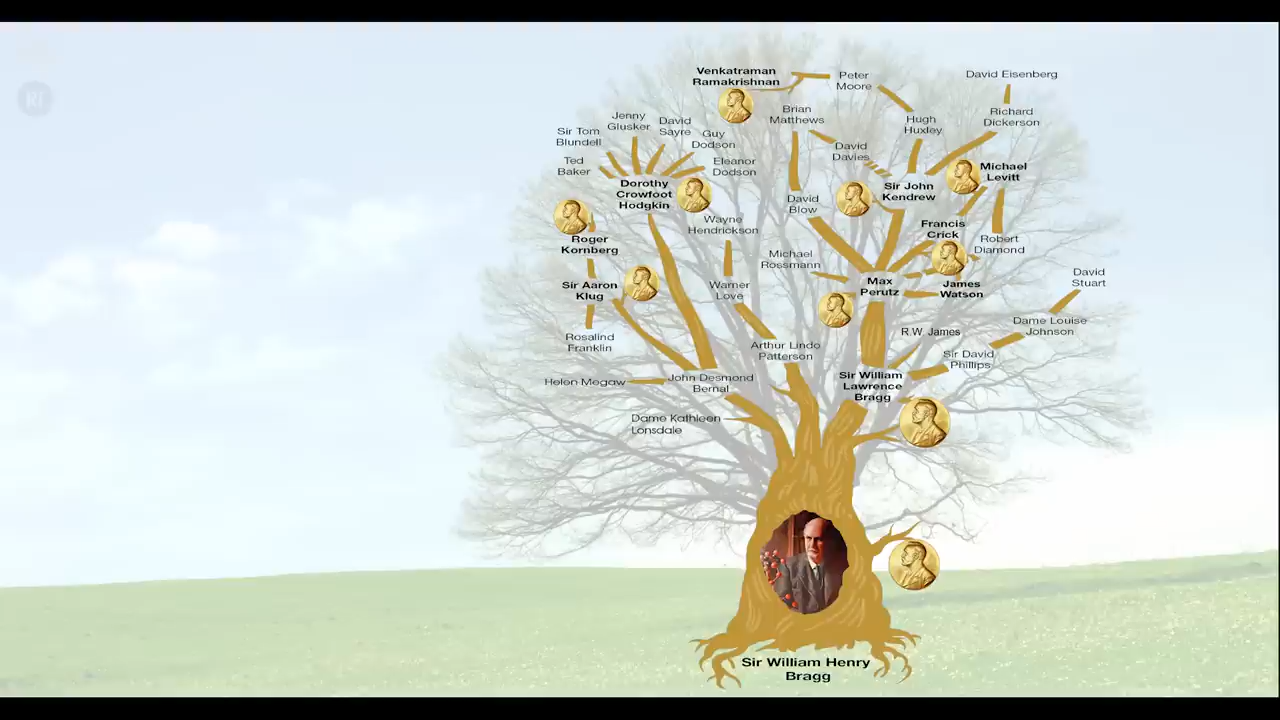 Venkatraman
Ramakrishnan
Peter
Moore
David Eisenberg
Brian
Matthews
Richard
Dickerson
Jenny
Glusker
David
Sayre
Hugh
Huxley
Sir Tom
Blundell
Guy
Dodson
David
Davies
Ted
Baker
Eleanor
Dodson
Michael
Levitt
Dorothy
Crowfoot
Hodgkin
Sir John
Kendrew
David
Blow
Wayne
Hendrickson
Francis
Crick
Roger
Kornberg
Robert
Diamond
Michael
Rossmann
Max
Perutz
James
Watson
David
Stuart
Sir Aaron
Klug
Warner
Love
Dame Louise
Johnson
R.W. James
Rosalind
Franklin
Arthur Lindo
Patterson
Sir David
Phillips
Helen Megaw
John Desmond
Bernal
Sir William
Lawrence
Bragg
Dame Kathleen
Lonsdale
Sir William Henry
Bragg
Ri